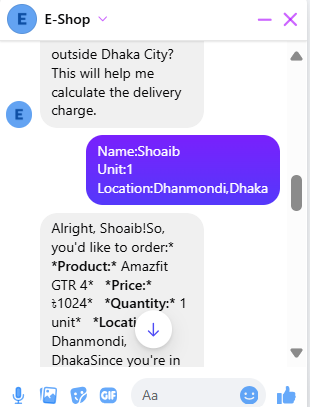 E-Shop
outside Dhaka City?
This will help me
calculate the delivery
charge.
E
Name:Shoaib
Unit:1
Location:Dhanmondi,Dhaka
Alright, Shoaib!So,
you'd like to order:*
*Product:* Amazfit
GTR 4* *Price:*
৳1024* *Quantity:* 1
unit*
Dhanmondi,
DhakaSince you're in
GIF
Aa